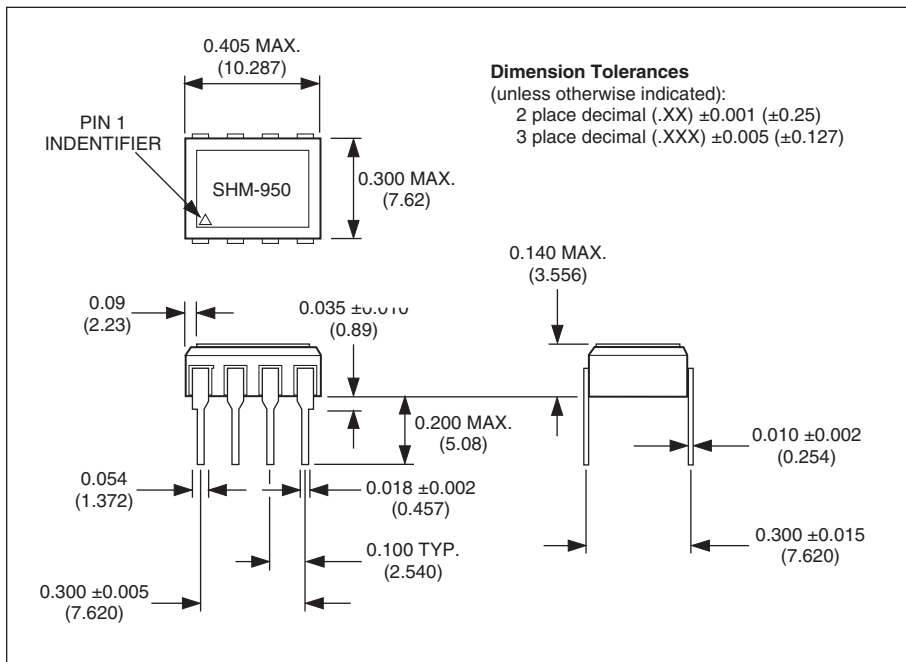 0.405 MAX.
(10.287)
Dimension Tolerances
(unless otherwise indicated):
2 place decimal (.XX) ±0.001 (±0.25)
3 place decimal (.XXX) ±0.005 (±0.127)
PIN 1
INDENTIFIER
SHM-950
0.300 MAX.
(7.62)
0.140 MAX.
(3.556)
0.09
(2.23)
0.035 ±0.010
(0.89)
0.200 MAX.
(5.08)
0.010 ±0.002
(0.254)
0.054
(1.372)
0.018 ±0.002
(0.457)
0.100 TYP.
(2.540)
0.300 ±0.015
(7.620)
0.300 ±0.005
(7.620)